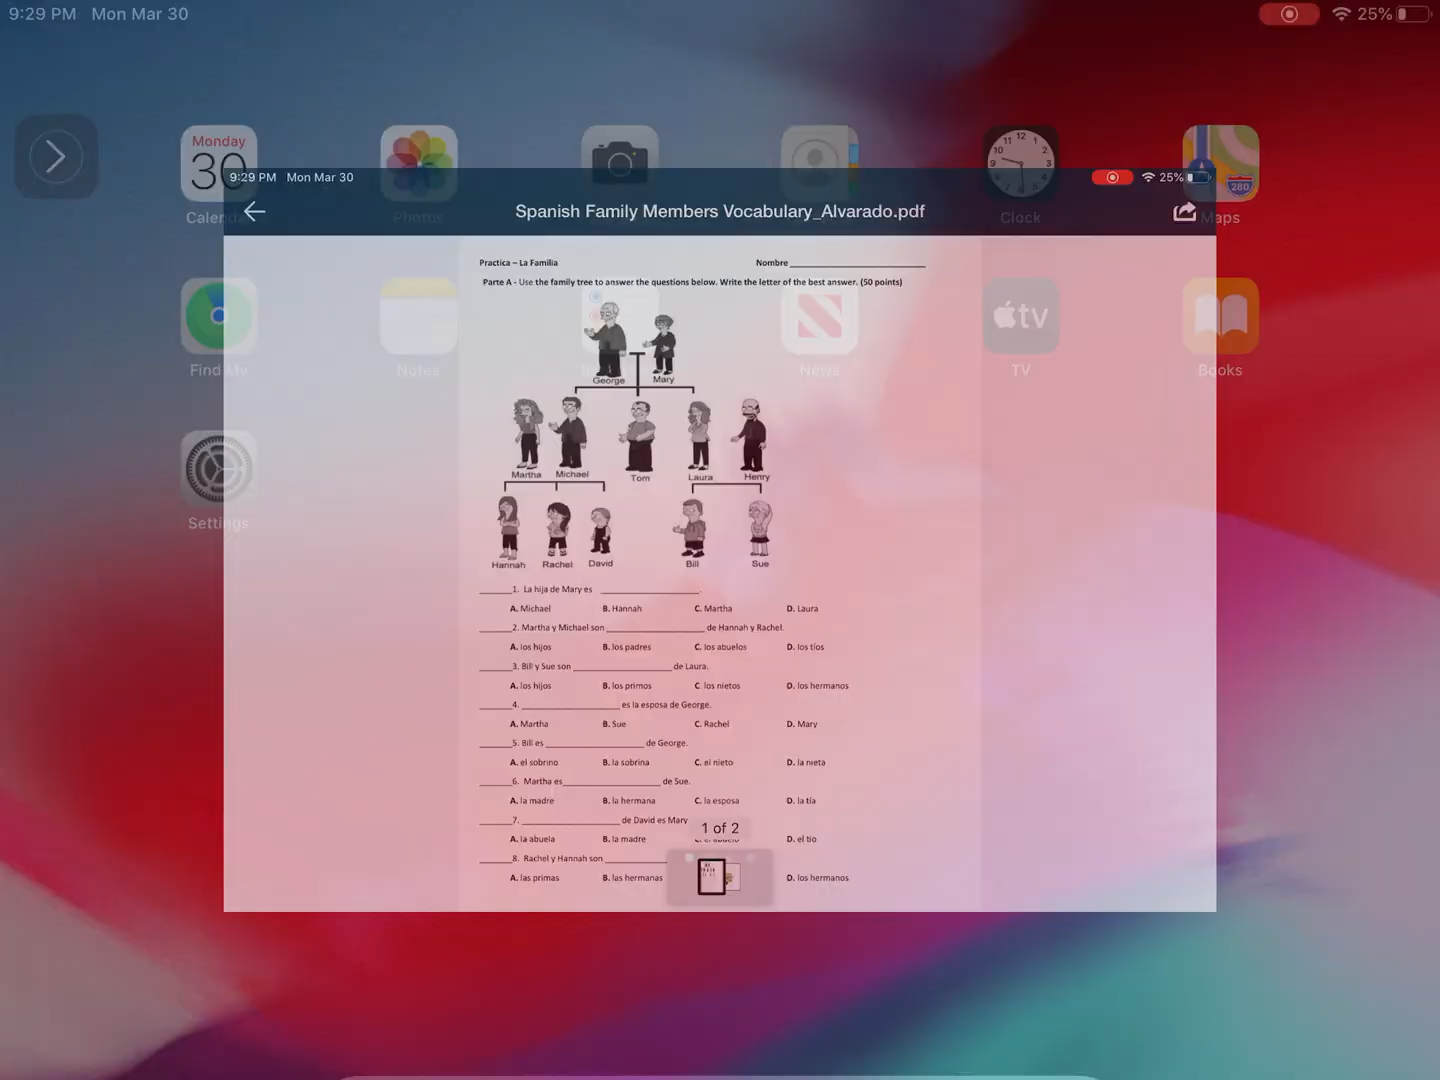 9:29 PM Mon Mar 30
25%
Monday
30
Photos
Clock
Maps
280
9:29 PM Mon Mar 30
25%
Spanish Family Members Vocabulary_Alvarado.pdf
Practica – La Familia
Nombre
Parte A - Use the family tree to answer the questions below. Write the letter of the best answer. (50 points)
George
Mary
Martha
Michael
Tom
Laura
Henry
Hannah
Rachel
David
Bill
Sue
Find My
Notes
News
tv
TV
Books
Settings
1. La hija de Mary es
A. Michael B. Hannah C. Martha D. Laura
2. Martha y Michael son de Hannah y Rachel.
A. los hijos B. los padres C. los abuelos D. los tíos
3. Bill y Sue son de Laura.
A. los hijos B. los primos C. los nietos D. los hermanos
4. es la esposa de George.
A. Martha B. Sue C. Rachel D. Mary
5. Bill es de George.
A. el sobrino B. la sobrina C. el nieto D. la nieta
6. Martha es de Sue.
A. la madre B. la hermana C. la esposa D. la tía
7. de David es Mary
1 of 2
A. la abuela B. la madre C. el abuelo D. el tío
8. Rachel y Hannah son
A. las primas B. las hermanas D. los hermanos